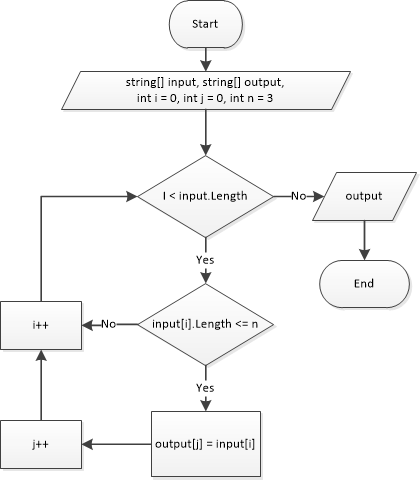 Start
string[] input, string[] output,
int i = 0, int j = 0, int n = 3
I < input.Length
No
output
Yes
End
input[i].Length <= n
No
i++
Yes
output[j] = input[i]
j++